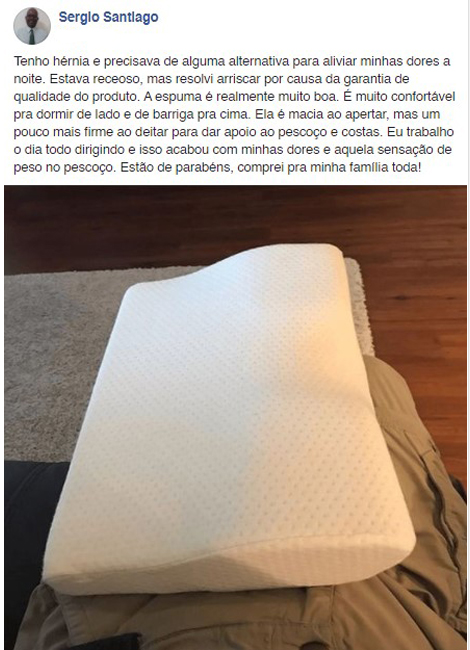 Sergio Santiago
Tenho hérnia e precisava de alguma alternativa para aliviar minhas dores a
noite. Estava receoso, mas resolvi arriscar por causa da garantia de
qualidade do produto. A espuma é realmente muito boa. É muito confortável
pra dormir de lado e de barriga pra cima. Ela é macia ao apertar, mas um
pouco mais firme ao deitar para dar apoio ao pescoço e costas. Eu trabalho
o dia todo dirigindo e isso acabou com minhas dores e aquela sensação de
peso no pescoço. Estão de parabéns, comprei pra minha família toda!